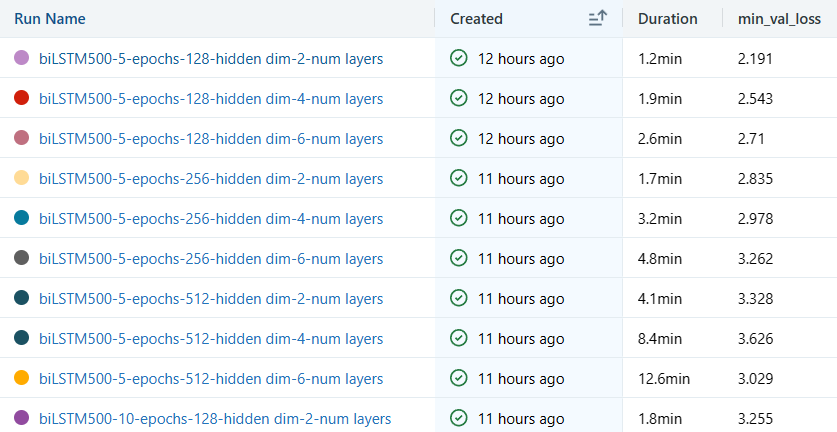 Run Name Created Duration min_val_loss
biLSTM500-5-epochs-128-hidden dim-2-num layers 12 hours ago 1.2min 2.191
biLSTM500-5-epochs-128-hidden dim-4-num layers 12 hours ago 1.9min 2.543
biLSTM500-5-epochs-128-hidden dim-6-num layers 12 hours ago 2.6min 2.71
biLSTM500-5-epochs-256-hidden dim-2-num layers 11 hours ago 1.7min 2.835
biLSTM500-5-epochs-256-hidden dim-4-num layers 11 hours ago 3.2min 2.978
biLSTM500-5-epochs-256-hidden dim-6-num layers 11 hours ago 4.8min 3.262
biLSTM500-5-epochs-512-hidden dim-2-num layers 11 hours ago 4.1min 3.328
biLSTM500-5-epochs-512-hidden dim-4-num layers 11 hours ago 8.4min 3.626
biLSTM500-5-epochs-512-hidden dim-6-num layers 11 hours ago 12.6min 3.029
biLSTM500-10-epochs-128-hidden dim-2-num layers 11 hours ago 1.8min 3.255